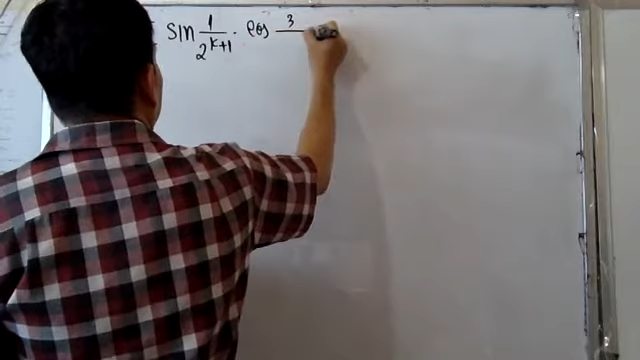 sin 1/2^(k+1) · cos 3/